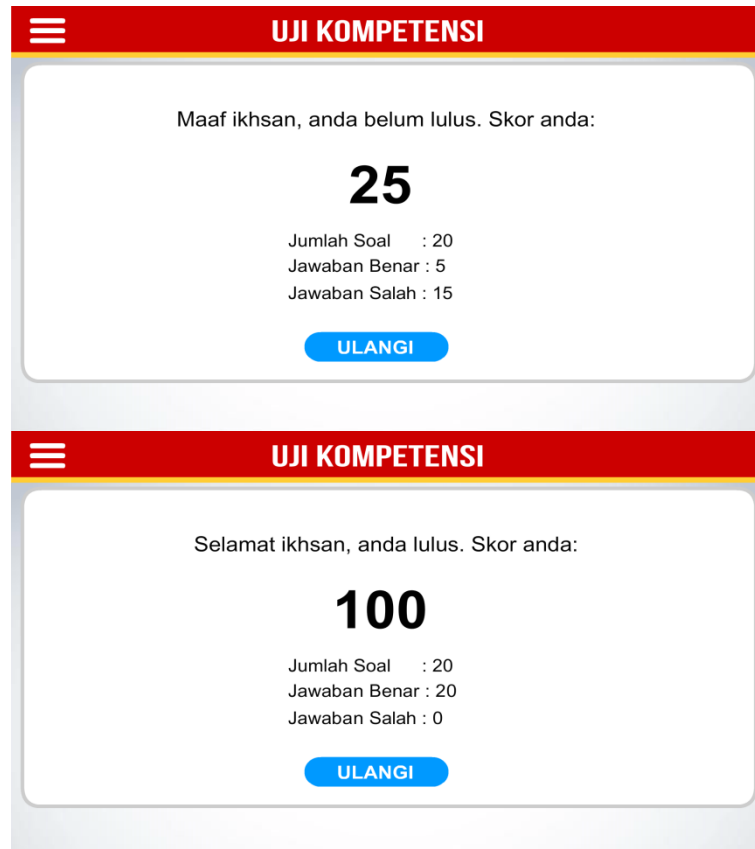 UJI KOMPETENSI
Maaf ikhsan, anda belum lulus. Skor anda:
25
Jumlah Soal : 20
Jawaban Benar : 5
Jawaban Salah : 15
ULANGI
UJI KOMPETENSI
Selamat ikhsan, anda lulus. Skor anda:
100
Jumlah Soal : 20
Jawaban Benar : 20
Jawaban Salah : 0
ULANGI